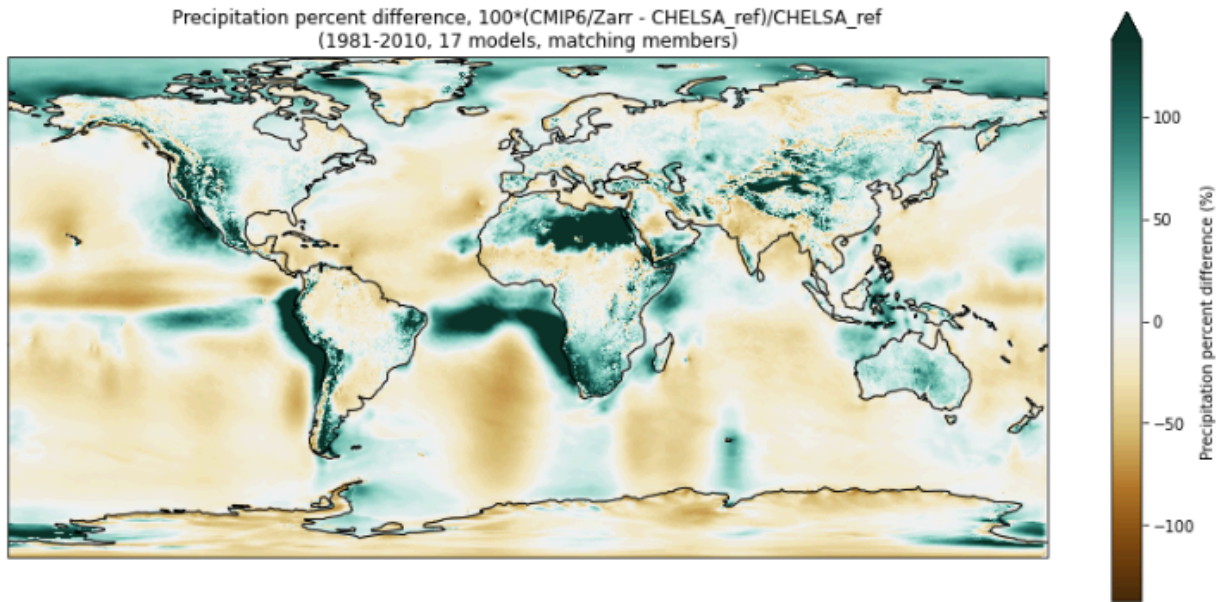 Precipitation percent difference, 100*(CMIP6/Zarr - CHELSA_ref)/CHELSA_ref
(1981-2010, 17 models, matching members)
100
50
0
−50
−100
Precipitation percent difference (%)